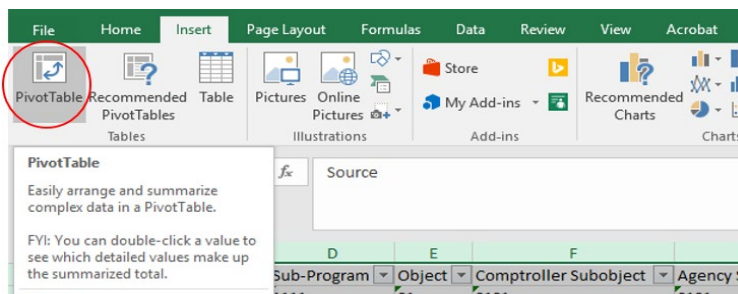 File Home Insert Page Layout Formulas Data Review View Acrobat
PivotTable Recommended PivotTables Table Pictures Online Pictures Store My Add-ins Recommended Charts
Tables Illustrations Add-ins Charts
PivotTable
Easily arrange and summarize
complex data in a PivotTable.
FYI: You can double-click a value to
see which detailed values make up
the summarized total.
fx Source
D E F
Sub-Program Object Comptroller Subobject Agency